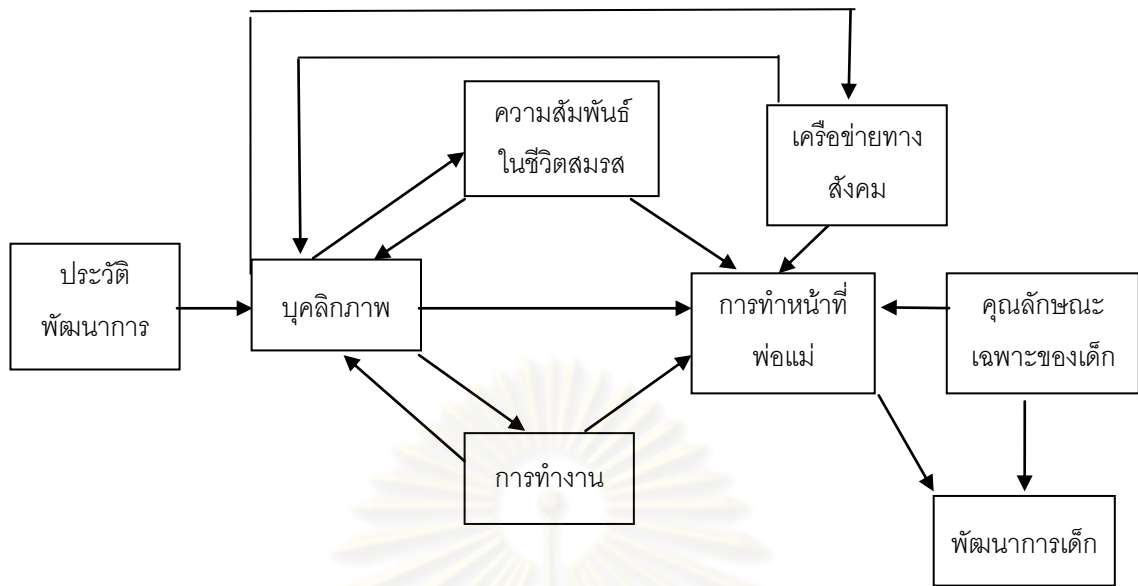 ความสัมพันธ์
ในชีวิตสมรส
เครือข่ายทาง
สังคม
ประวัติ
พัฒนาการ
บุคลิกภาพ
การทำหน้าที่
พ่อแม่
คุณลักษณะ
เฉพาะของเด็ก
การทำงาน
พัฒนาการเด็ก